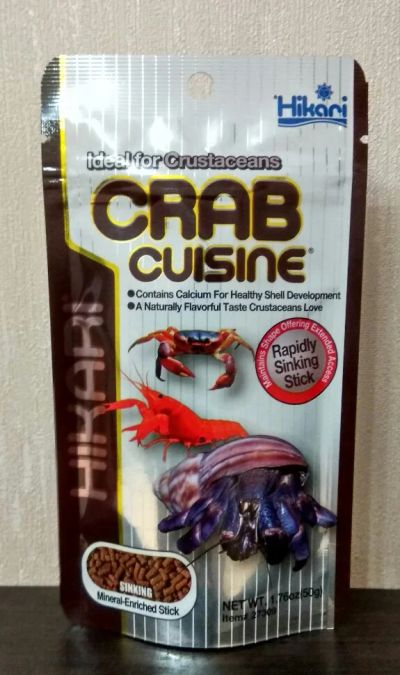 Hikari
Ideal for Crustaceans
CRAB
CUISINE®
●Contains Calcium For Healthy Shell Development
●A Naturally Flavorful Taste Crustaceans Love
Maintains Shape Offering Extended Access
Rapidly
Sinking
Stick
HIKARI
SINKING
Mineral-Enriched Stick
NET WT. 1.76oz(50g)
Item#